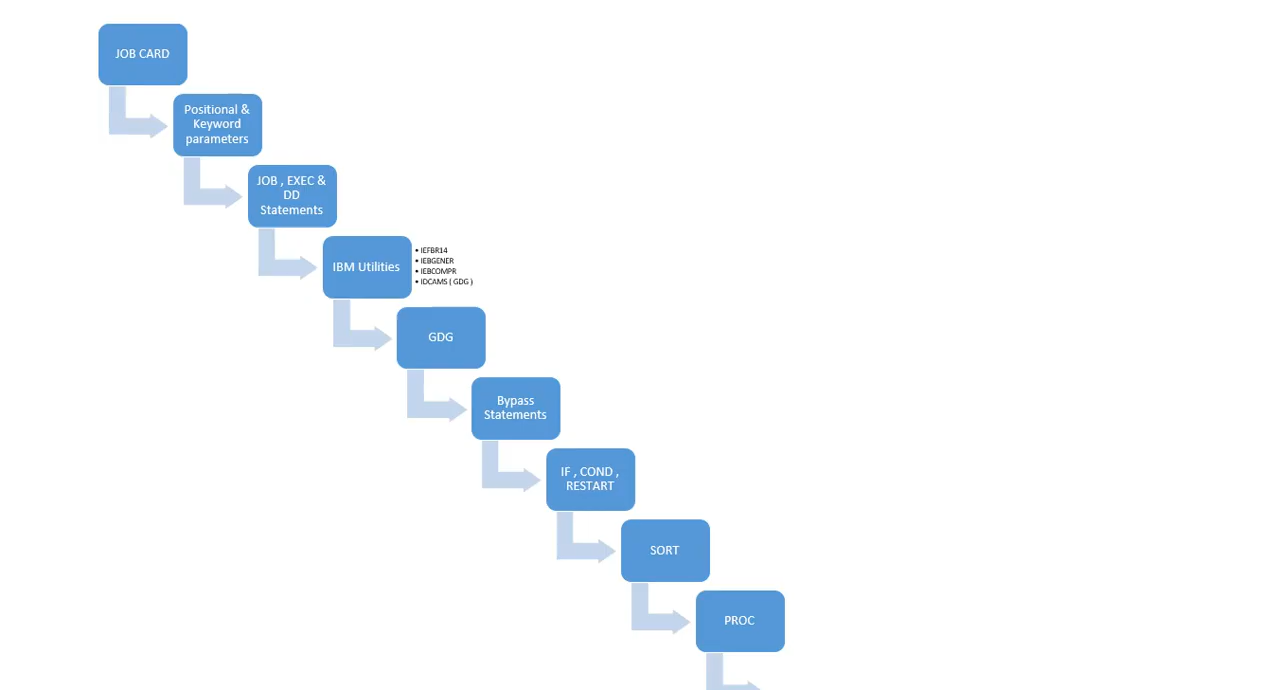 JOB CARD
Positional &
Keyword
parameters
JOB , EXEC &
DD
Statements
IBM Utilities
• IEFBR14
• IEBGENER
• IEBCOMPR
• IDCAMS ( GDG )
GDG
Bypass
Statements
IF , COND ,
RESTART
SORT
PROC